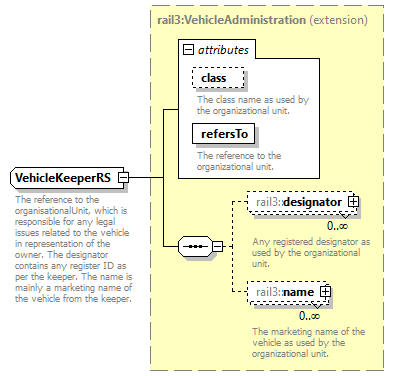 rail3:VehicleAdministration (extension)
attributes
class
The class name as used by
the organizational unit.
refersTo
The reference to the
organizational unit.
VehicleKeeperRS
The reference to the
organisationalUnit, which is
responsible for any legal
issues related to the vehicle
in representation of the
owner. The designator
contains any register ID as
per the keeper. The name is
mainly a marketing name of
the vehicle from the keeper.
rail3::designator
0..∞
Any registered designator as
used by the organizational
unit.
rail3::name
0..∞
The marketing name of the
vehicle as used by the
organizational unit.